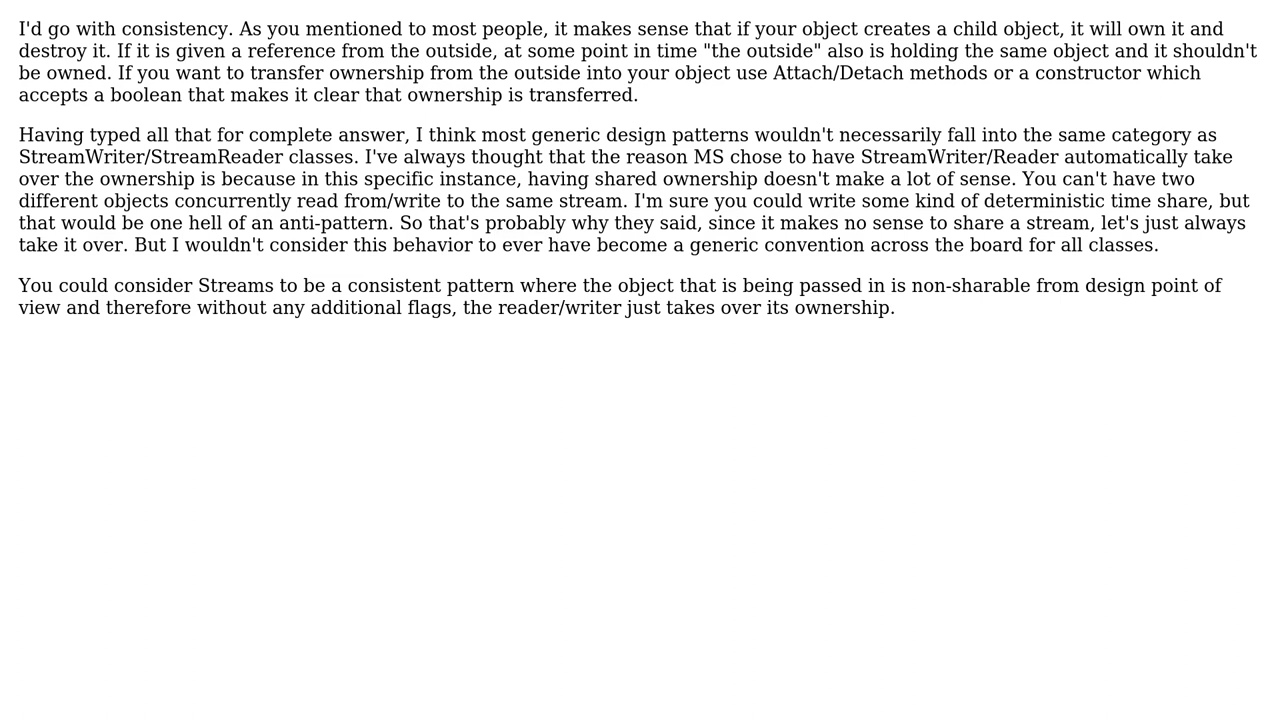 I'd go with consistency. As you mentioned to most people, it makes sense that if your object creates a child object, it will own it and
destroy it. If it is given a reference from the outside, at some point in time "the outside" also is holding the same object and it shouldn't
be owned. If you want to transfer ownership from the outside into your object use Attach/Detach methods or a constructor which
accepts a boolean that makes it clear that ownership is transferred.
Having typed all that for complete answer, I think most generic design patterns wouldn't necessarily fall into the same category as
StreamWriter/StreamReader classes. I've always thought that the reason MS chose to have StreamWriter/Reader automatically take
over the ownership is because in this specific instance, having shared ownership doesn't make a lot of sense. You can't have two
different objects concurrently read from/write to the same stream. I'm sure you could write some kind of deterministic time share, but
that would be one hell of an anti-pattern. So that's probably why they said, since it makes no sense to share a stream, let's just always
take it over. But I wouldn't consider this behavior to ever have become a generic convention across the board for all classes.
You could consider Streams to be a consistent pattern where the object that is being passed in is non-sharable from design point of
view and therefore without any additional flags, the reader/writer just takes over its ownership.